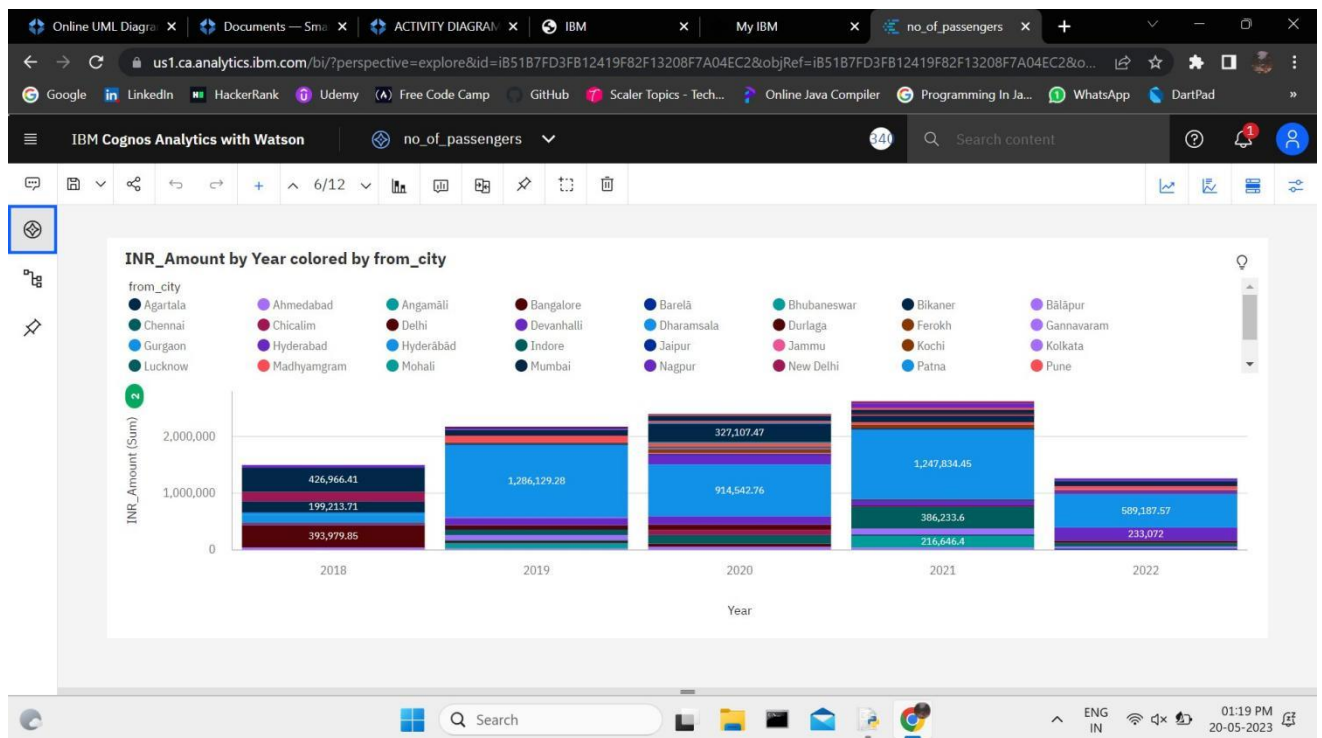 Online UML Diagra
Documents — Sma
ACTIVITY DIAGRAM
IBM
My IBM
no_of_passengers
us1.ca.analytics.ibm.com/bi/?perspective=explore&id=iB51B7FD3FB12419F82F13208F7A04EC2&objRef=iB51B7FD3FB12419F82F13208F7A04EC2&o...
Google LinkedIn HackerRank Udemy Free Code Camp GitHub Scaler Topics - Tech... Online Java Compiler Programming In Ja... WhatsApp DartPad »
IBM Cognos Analytics with Watson no_of_passengers 340 Search content 1
6/12
INR_Amount by Year colored by from_city
from_city
Agartala Ahmedabad Angamāli Bangalore Barelā Bhubaneswar Bikaner Bālāpur
Chennai Chicalim Delhi Devanhalli Dharamsala Durlaga Ferokh Gannavaram
Gurgaon Hyderabad Hyderābād Indore Jaipur Jammu Kochi Kolkata
Lucknow Madhyamgram Mohali Mumbai Nagpur New Delhi Patna Pune
2
INR_Amount (Sum)
2,000,000
1,000,000
0
426,966.41
199,213.71
393,979.85
1,286,129.28
327,107.47
914,542.76
1,247,834.45
386,233.6
216,646.4
589,187.57
233,072
2018 2019 2020 2021 2022
Year
Search
ENG
IN
01:19 PM
20-05-2023